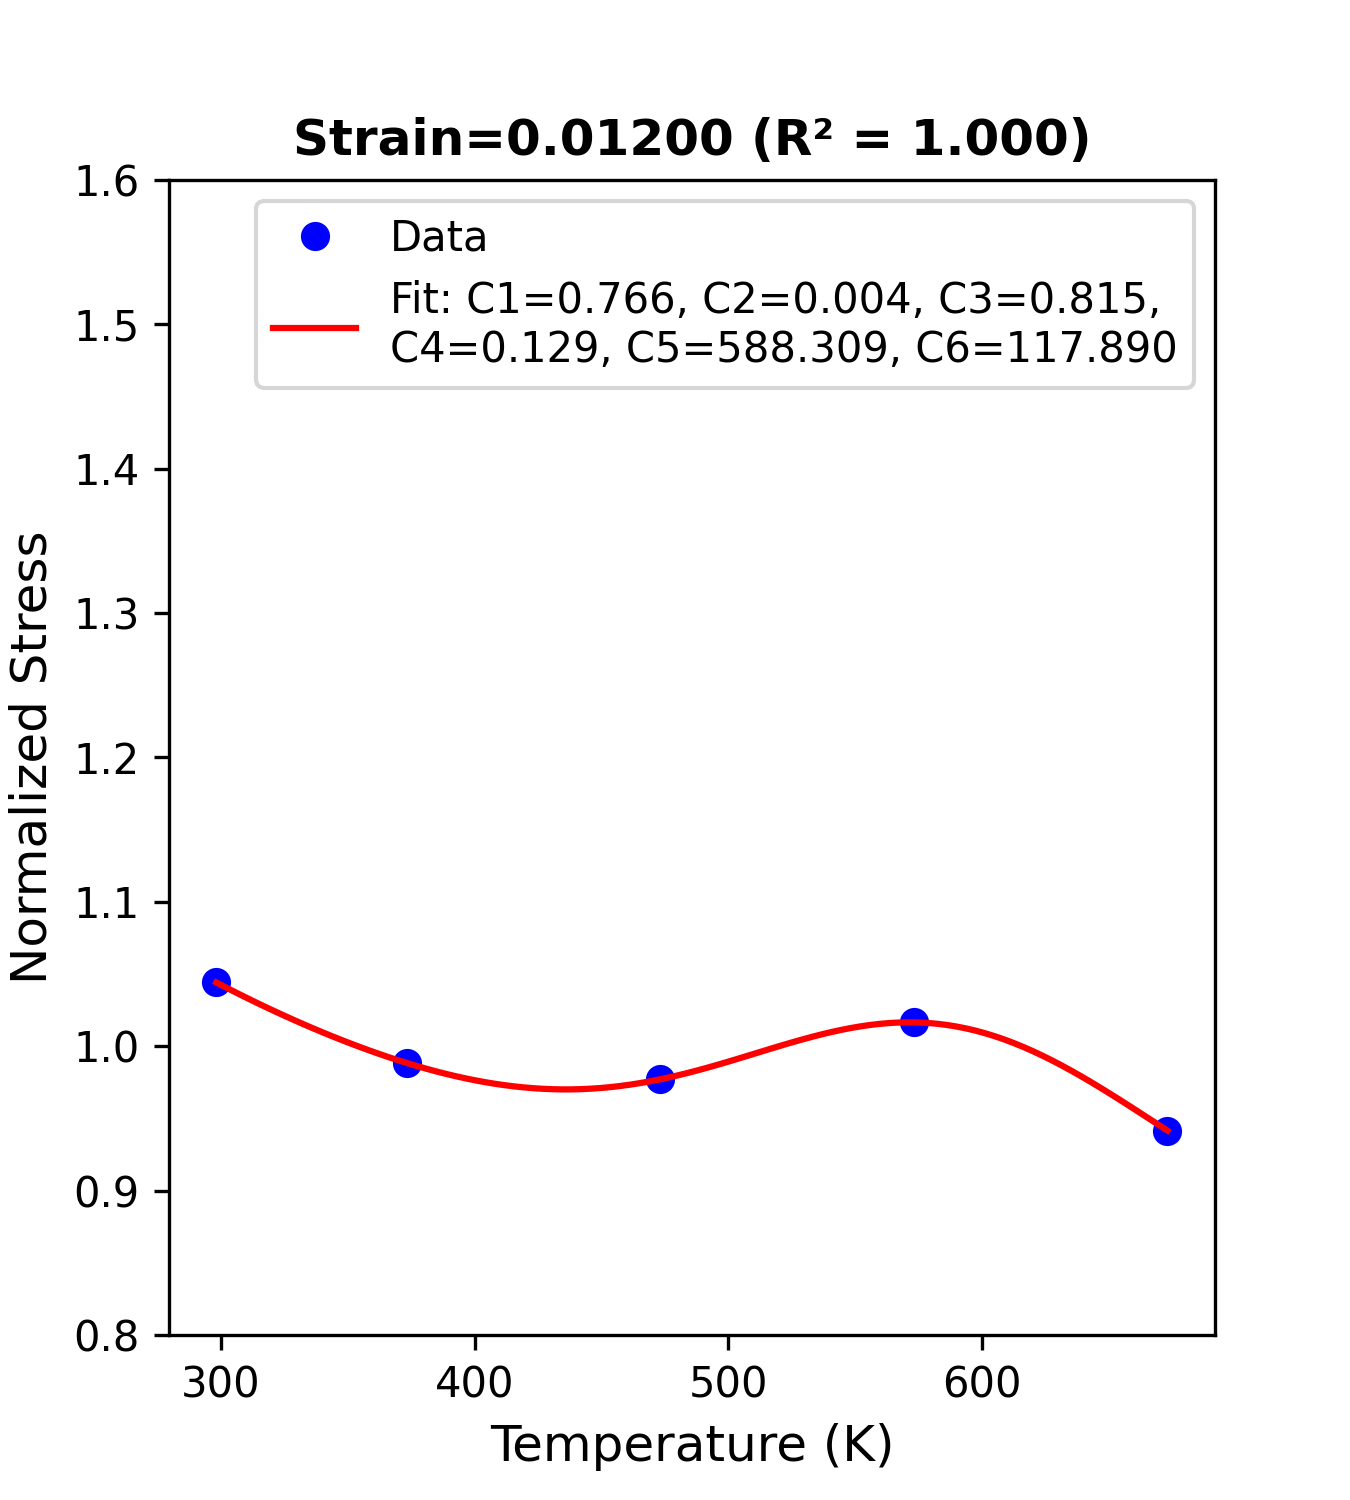 Strain=0.01200 (R² = 1.000)
Data
Fit: C1=0.766, C2=0.004, C3=0.815,
C4=0.129, C5=588.309, C6=117.890
Normalized Stress
1.6
1.5
1.4
1.3
1.2
1.1
1.0
0.9
0.8
300 400 500 600
Temperature (K)